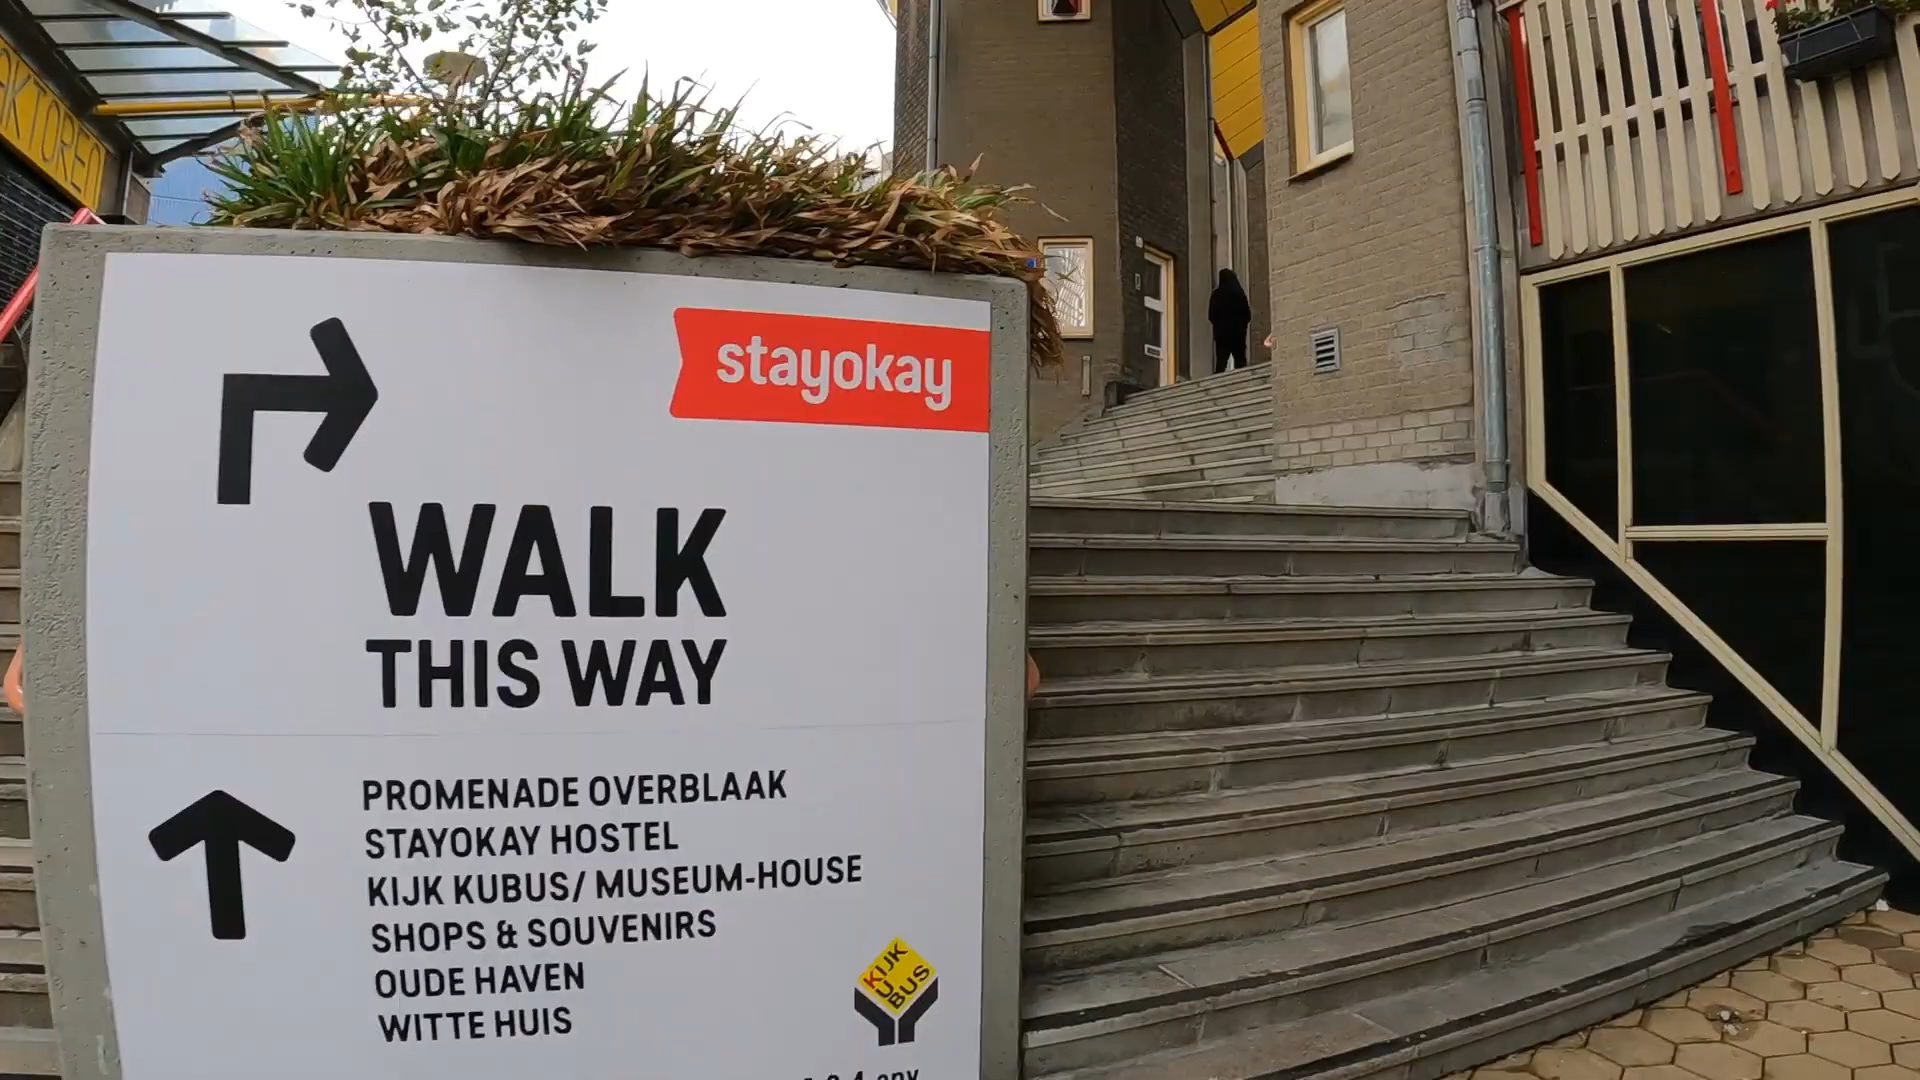 AKTOREN
stayokay
WALK
THIS WAY
PROMENADE OVERBLAAK
STAYOKAY HOSTEL
KIJK KUBUS/ MUSEUM-HOUSE
SHOPS & SOUVENIRS
OUDE HAVEN
WITTE HUIS
KIJK
KUBUS